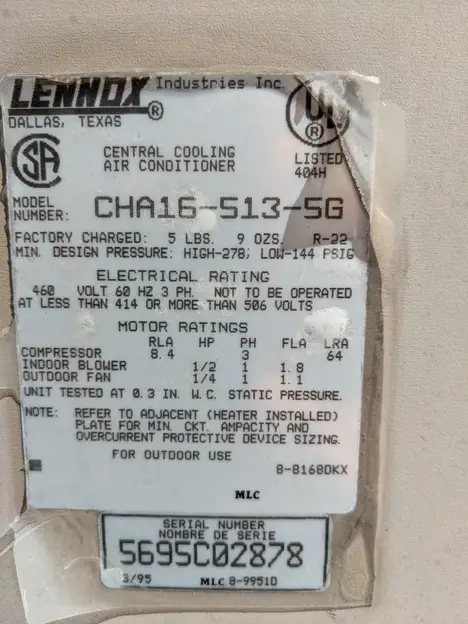 LENNOX® Industries Inc.
DALLAS, TEXAS
SA
UL
®
CENTRAL COOLING
AIR CONDITIONER
LISTED
404H
MODEL
NUMBER: CHA16-513-5G
FACTORY CHARGED: 5 LBS. 9 OZS. R-22
MIN. DESIGN PRESSURE: HIGH-278; LOW-144 PSIG
ELECTRICAL RATING
460 VOLT 60 HZ 3 PH. NOT TO BE OPERATED
AT LESS THAN 414 OR MORE THAN 506 VOLTS
MOTOR RATINGS
RLA HP PH FLA LRA
COMPRESSOR 8.4 3 64
INDOOR BLOWER 1/2 1 1.8
OUTDOOR FAN 1/4 1 1.1
UNIT TESTED AT 0.3 IN. W.C. STATIC PRESSURE.
NOTE: REFER TO ADJACENT (HEATER INSTALLED)
PLATE FOR MIN. CKT. AMPACITY AND
OVERCURRENT PROTECTIVE DEVICE SIZING.
FOR OUTDOOR USE
8-8168DKX
MLC
SERIAL NUMBER
NOMBRE DE SERIE
5695C02878
3/95 MLC 8-9951D